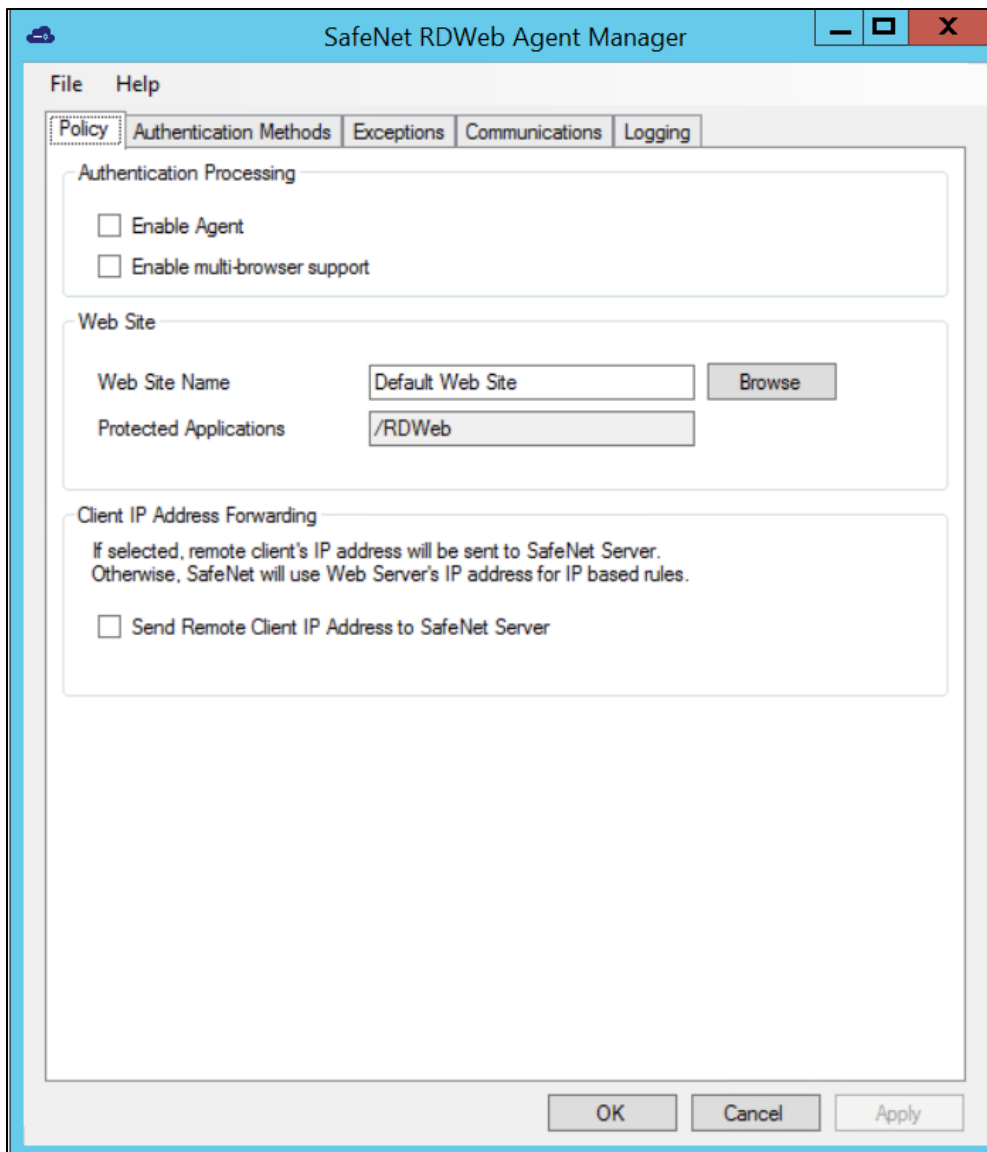 SafeNet RDWeb Agent Manager
File Help
Policy Authentication Methods Exceptions Communications Logging
Authentication Processing
Enable Agent
Enable multi-browser support
Web Site
Web Site Name Default Web Site Browse
Protected Applications /RDWeb
Client IP Address Forwarding
If selected, remote client's IP address will be sent to SafeNet Server.
Otherwise, SafeNet will use Web Server's IP address for IP based rules.
Send Remote Client IP Address to SafeNet Server
OK Cancel Apply